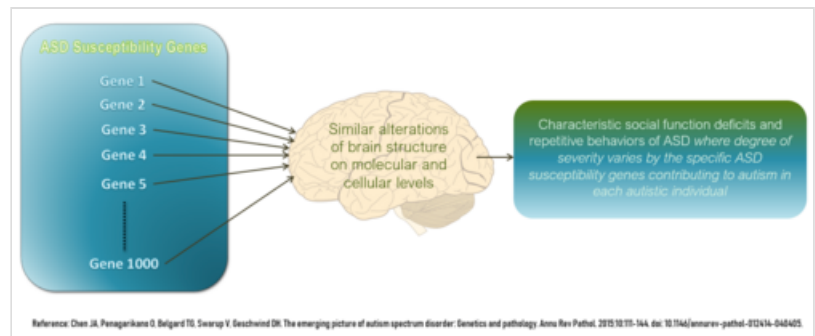 ASD Susceptibility Genes
Gene 1
Gene 2
Gene 3
Gene 4
Gene 5
Gene 1000
Similar alterations
of brain structure
on molecular and
cellular levels
Characteristic social function deficits and
repetitive behaviors of ASD where degree of
severity varies by the specific ASD
susceptibility genes contributing to autism in
each autistic individual
Reference: Chen JA, Penagarikano O, Belgard TG, Swarup V, Geschwind DH. The emerging picture of autism spectrum disorder: Genetics and pathology. Annu Rev Pathol. 2015;10:111-144. doi: 10.1146/annurev-pathol-012414-040405.